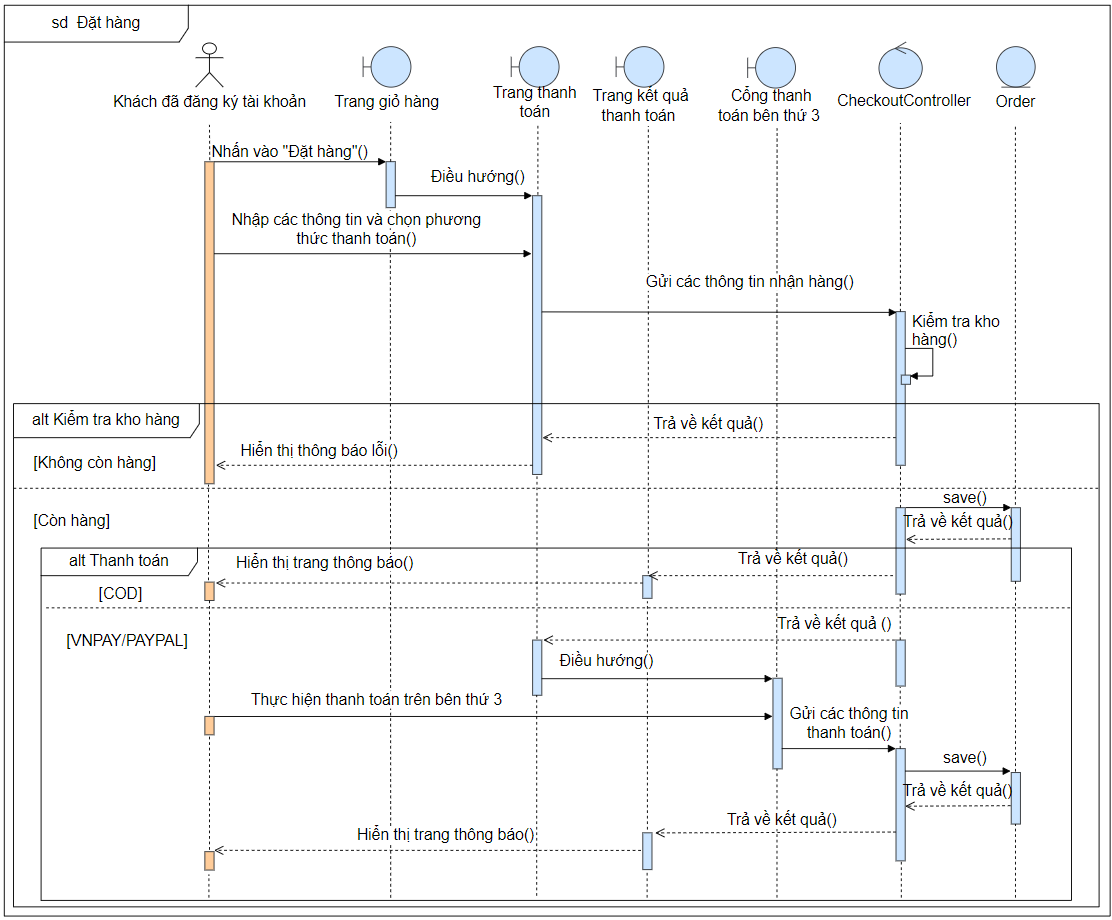 sd Đặt hàng
Khách đã đăng ký tài khoản
Trang giỏ hàng
Trang thanh
toán
Trang kết quả
thanh toán
Cổng thanh
toán bên thứ 3
CheckoutController
Order
Nhấn vào "Đặt hàng"()
Điều hướng()
Nhập các thông tin và chọn phương
thức thanh toán()
Gửi các thông tin nhận hàng()
Kiểm tra kho
hàng()
alt Kiểm tra kho hàng
Trả về kết quả()
Hiển thị thông báo lỗi()
[Không còn hàng]
save()
[Còn hàng]
Trả về kết quả()
alt Thanh toán
Hiển thị trang thông báo()
Trả về kết quả()
[COD]
Trả về kết quả ()
[VNPAY/PAYPAL]
Điều hướng()
Thực hiện thanh toán trên bên thứ 3
Gửi các thông tin
thanh toán()
save()
Trả về kết quả()
Trả về kết quả()
Hiển thị trang thông báo()